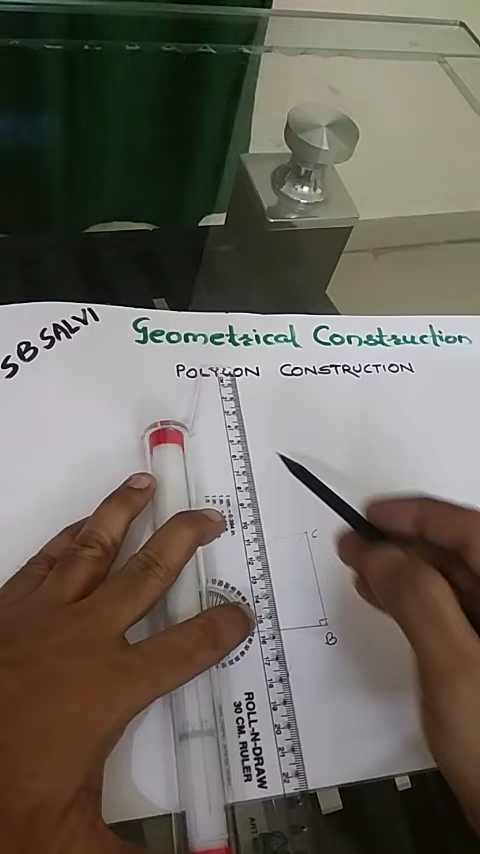 SB SALVI
Geometrical Construction
POLYGON CONSTRUCTION
C
B
ROLL-N-DRAW
30 CM. RULER